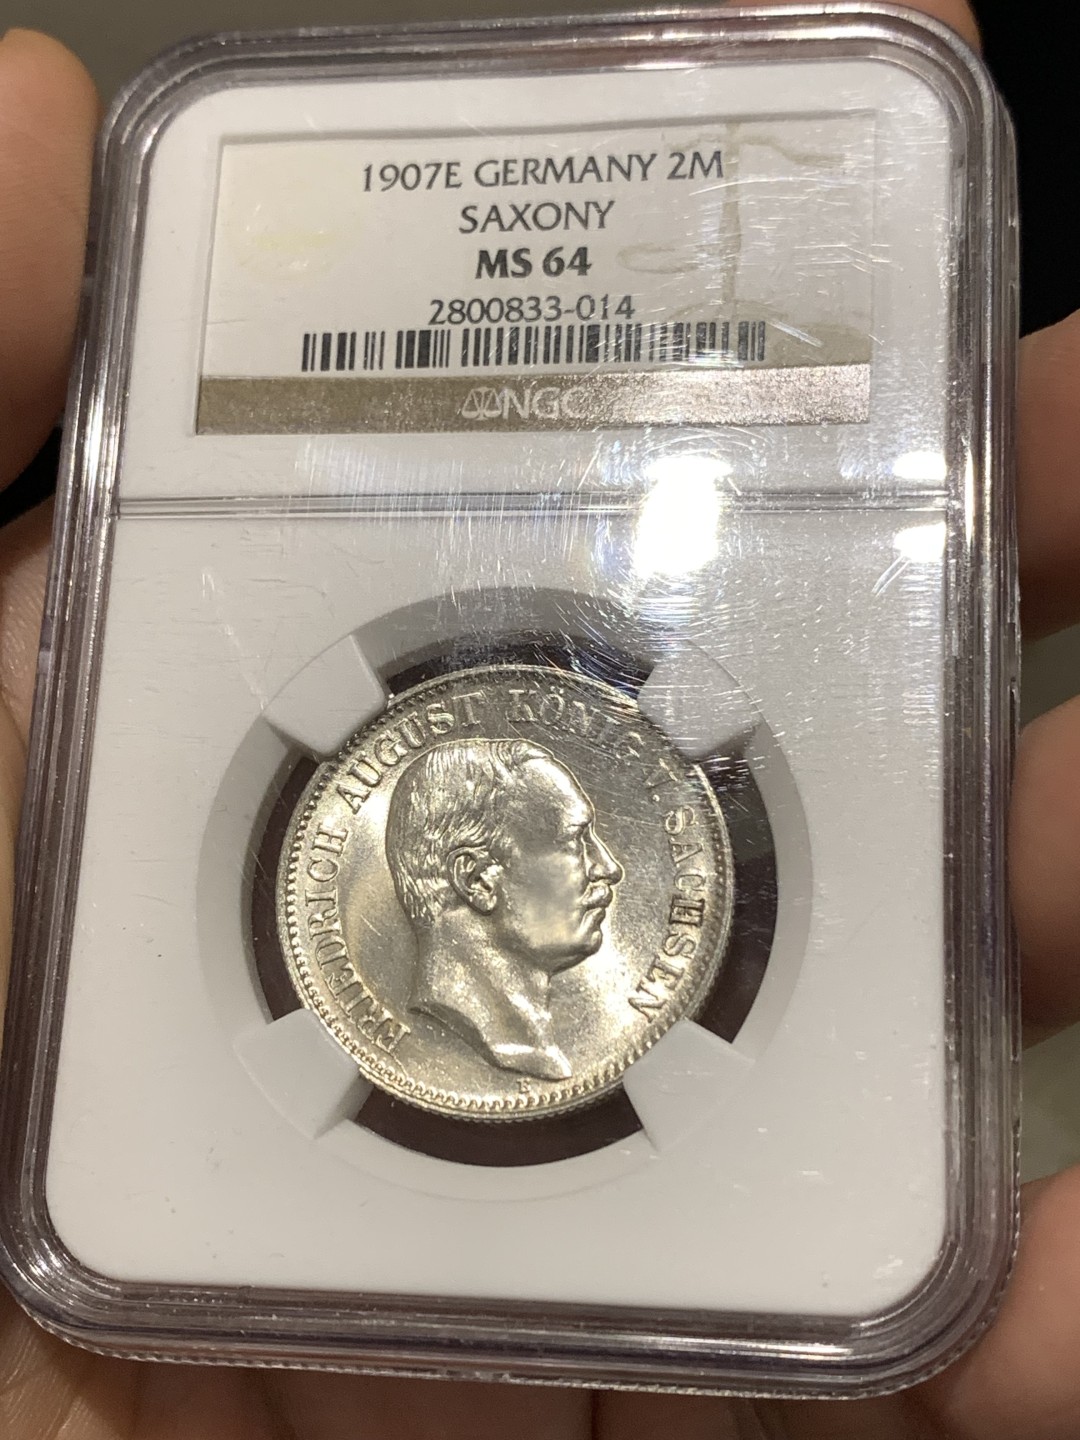 1907E GERMANY 2M
SAXONY
MS 64
2800833-014
NGC
FRIEDRICH AUGUST KÖNIG V. SACHSEN
E